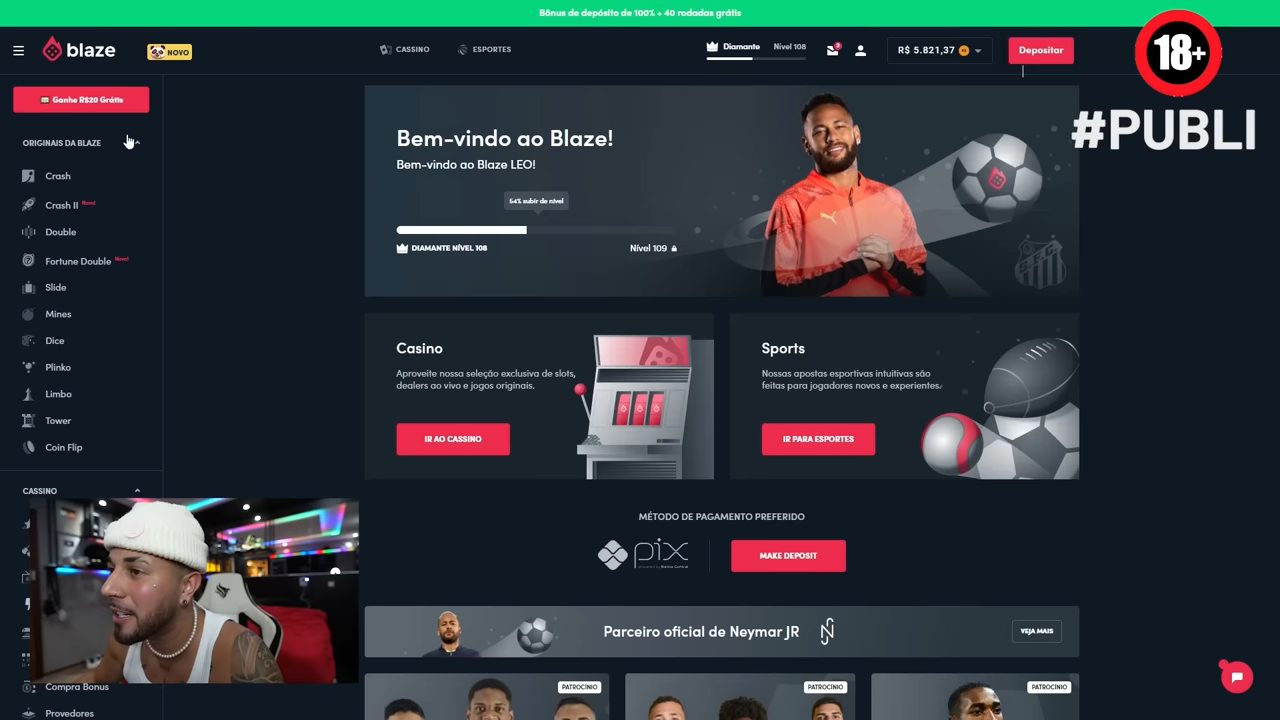 Bônus de depósito de 100% + 40 rodadas grátis
blaze
NOVO
CASSINO
ESPORTES
Diamante
Nível 108
R$ 5.821,37
Depositar
18+
#PUBLI
Ganhe R$20 Grátis
ORIGINAIS DA BLAZE
Crash
Crash II Novo!
Double
Fortune Double Novo!
Slide
Mines
Dice
Plinko
Limbo
Tower
Coin Flip
CASSINO
Compra Bonus
Provedores
Bem-vindo ao Blaze!
Bem-vindo ao Blaze LEO!
54% subir de nível
DIAMANTE NÍVEL 108
Nível 109
Casino
Aproveite nossa seleção exclusiva de slots,
dealers ao vivo e jogos originais.
IR AO CASSINO
Sports
Nossas apostas esportivas intuitivas são
feitas para jogadores novos e experientes.
IR PARA ESPORTES
MÉTODO DE PAGAMENTO PREFERIDO
pix
MAKE DEPOSIT
Parceiro oficial de Neymar JR
VEJA MAIS
PATROCÍNIO
PATROCÍNIO
PATROCÍNIO